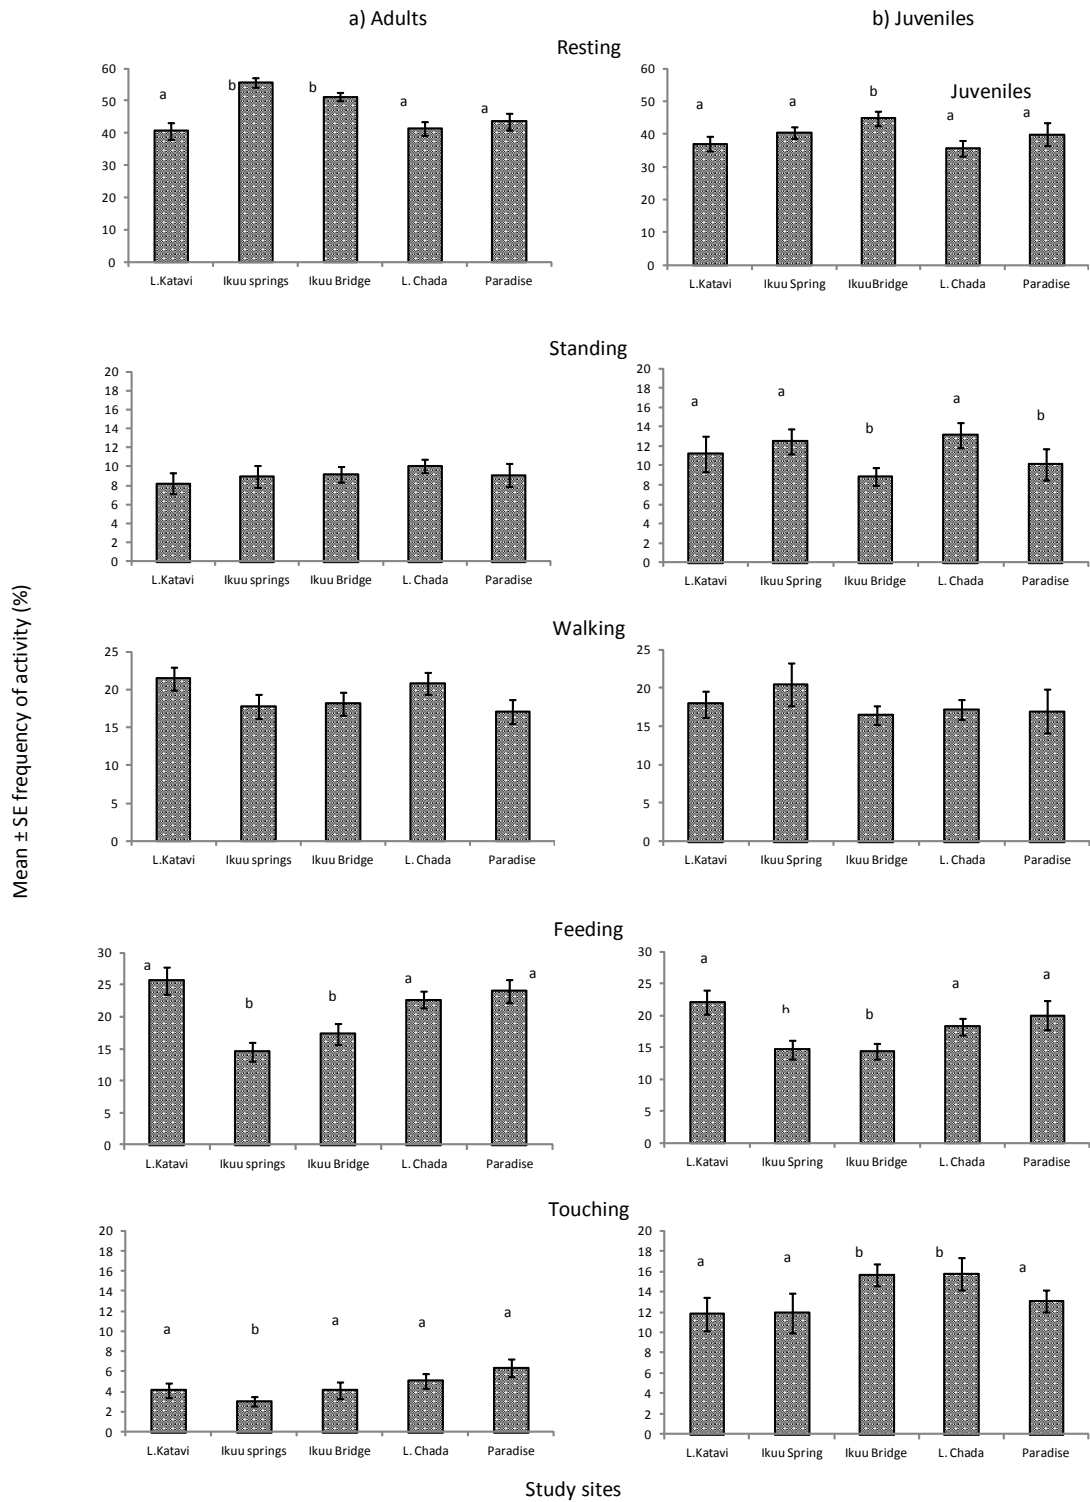 a) Adults
b) Juveniles
Resting
60
50
40
30
20
10
0
a
b
b
a
a
L.Katavi Ikuu springs Ikuu Bridge L. Chada Paradise
60
50
40
30
20
10
0
Juveniles
a
a
b
a
a
L.Katavi Ikuu Spring IkuuBridge L. Chada Paradise
Standing
20
18
16
14
12
10
8
6
4
2
0
L.Katavi Ikuu springs Ikuu Bridge L. Chada Paradise
20
18
16
14
12
10
8
6
4
2
0
a
a
b
a
b
L.Katavi Ikuu Spring Ikuu Bridge L. Chada Paradise
Mean ± SE frequency of activity (%)
Walking
25
20
15
10
5
0
L.Katavi Ikuu springs Ikuu Bridge L. Chada Paradise
25
20
15
10
5
0
L.Katavi Ikuu Spring Ikuu Bridge L. Chada Paradise
Feeding
30
25
20
15
10
5
0
a
b
b
a
a
L.Katavi Ikuu springs Ikuu Bridge L. Chada Paradise
30
25
20
15
10
5
0
a
b
a
a
L.Katavi Ikuu Spring Ikuu Bridge L. Chada Paradise
Touching
20
18
16
14
12
10
8
6
4
2
0
a
b
a
a
a
L.Katavi Ikuu springs Ikuu Bridge L. Chada Paradise
20
18
16
14
12
10
8
6
4
2
0
a
a
b
b
a
L.Katavi Ikuu Spring Ikuu Bridge L. Chada Paradise
Study sites